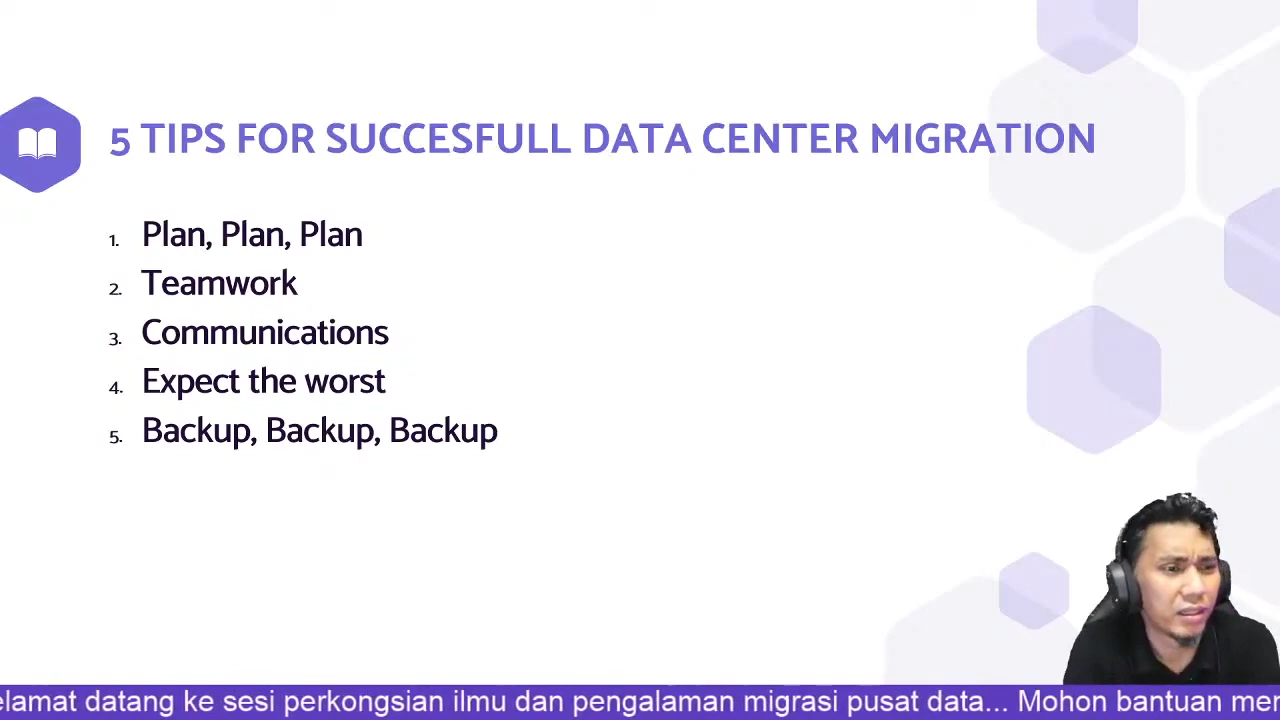 5 TIPS FOR SUCCESFULL DATA CENTER MIGRATION
1. Plan, Plan, Plan
2. Teamwork
3. Communications
4. Expect the worst
5. Backup, Backup, Backup
elamat datang ke sesi perkongsian ilmu dan pengalaman migrasi pusat data... Mohon bantuan mer